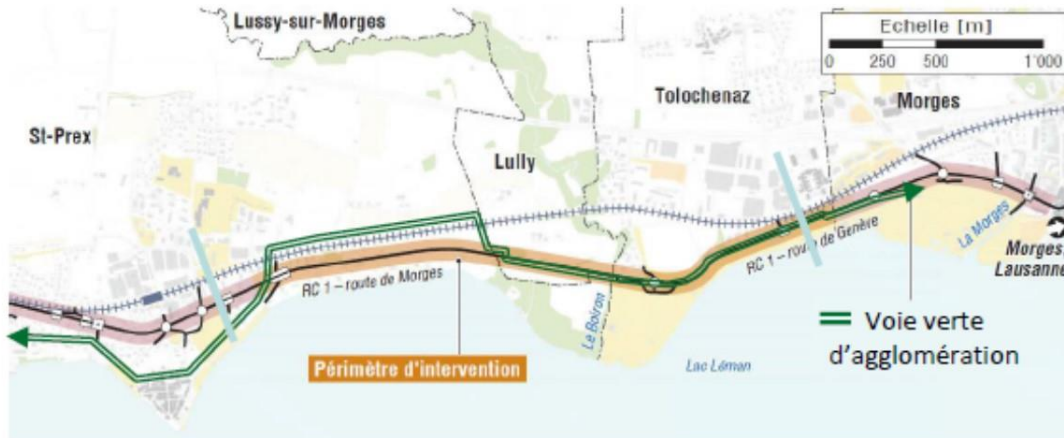 Lussy-sur-Morges
Echelle [m]
0 250 500 1'000
Tolochenaz
Morges
St-Prex
Lully
RC 1 – route de Morges
RC 1 – route de Genève
La Morges
Morges,
Lausanne
Le Boiron
Voie verte
d'agglomération
Périmètre d'intervention
Lac Léman